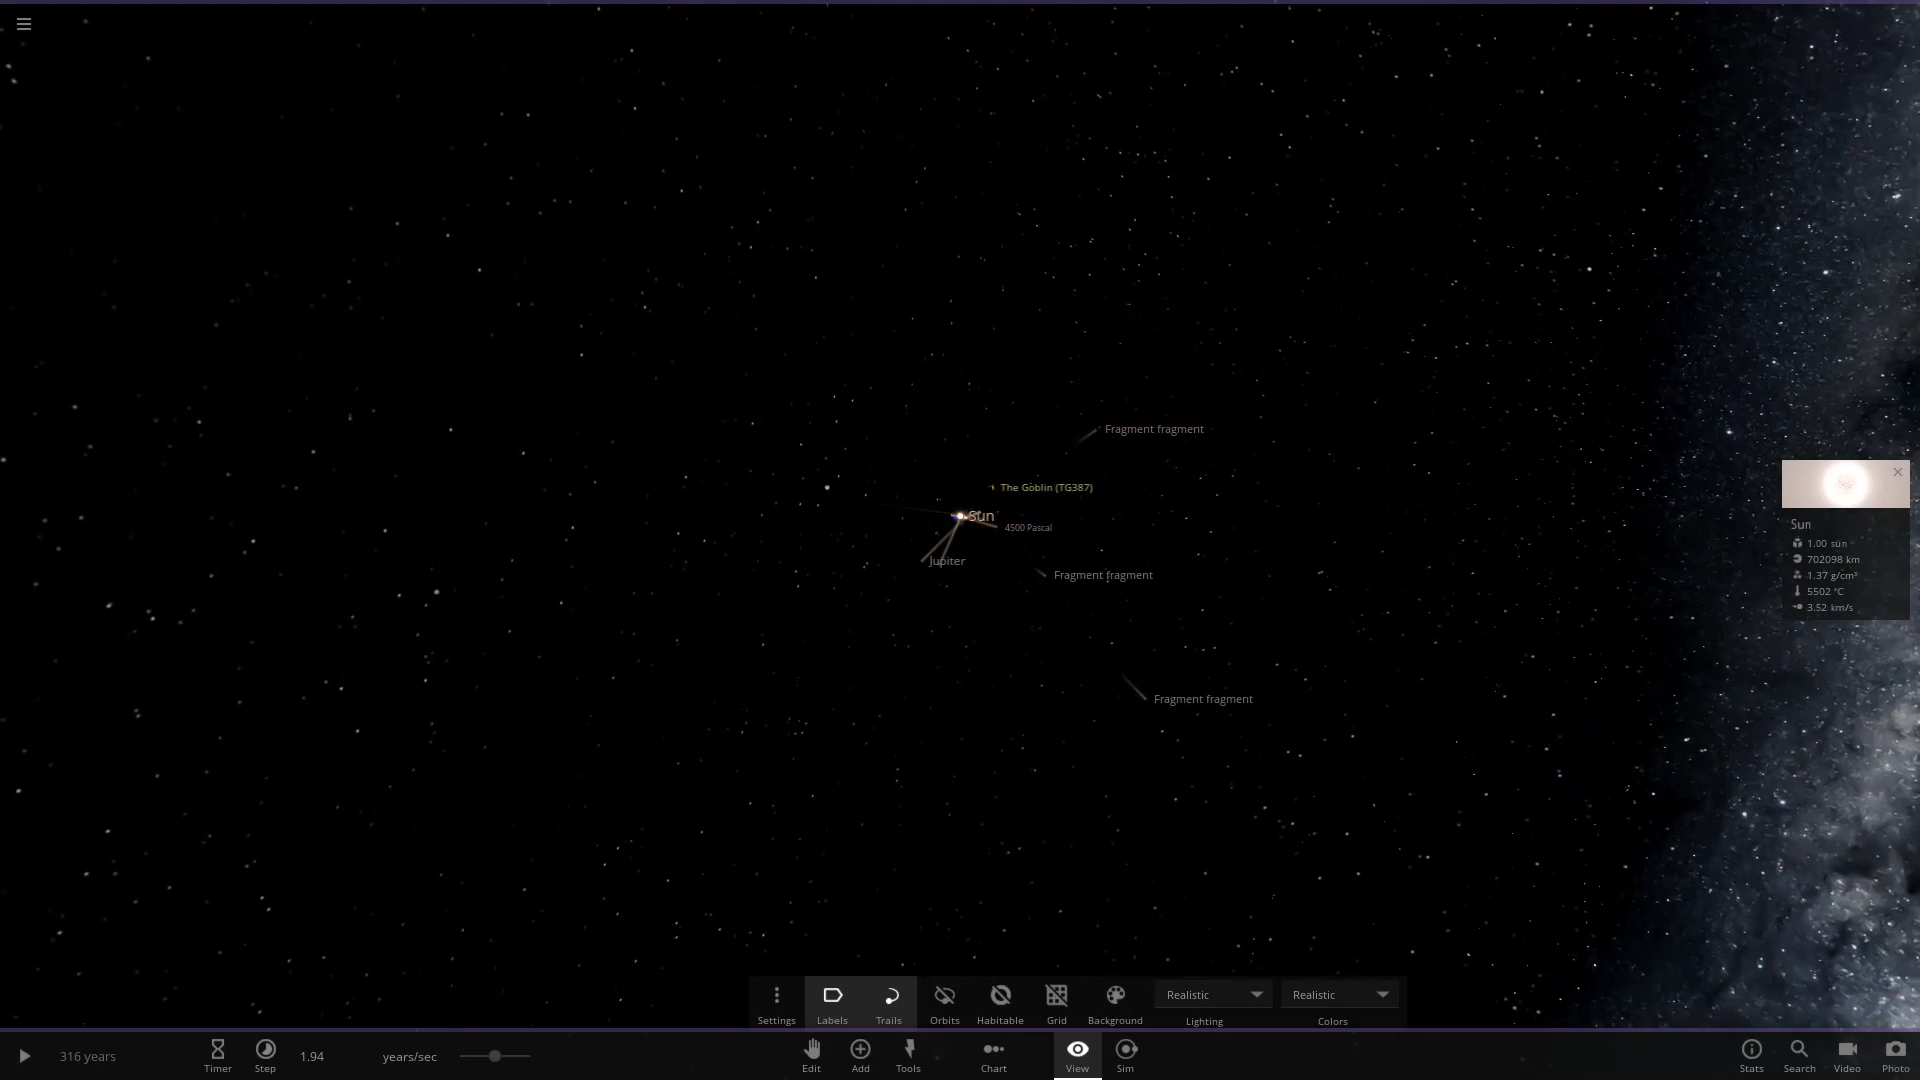 Fragment fragment
The Goblin (TG387)
Sun
4500 Pascal
Jupiter
Fragment fragment
Fragment fragment
Sun
1.00 sun
702098 km
1.37 g/cm³
5502 °C
3.52 km/s
Settings
Labels
Trails
Orbits
Habitable
Grid
Background
Realistic
Lighting
Realistic
Colors
316 years
Timer
Step
1.94
years/sec
Edit
Add
Tools
Chart
View
Sim
Stats
Search
Video
Photo